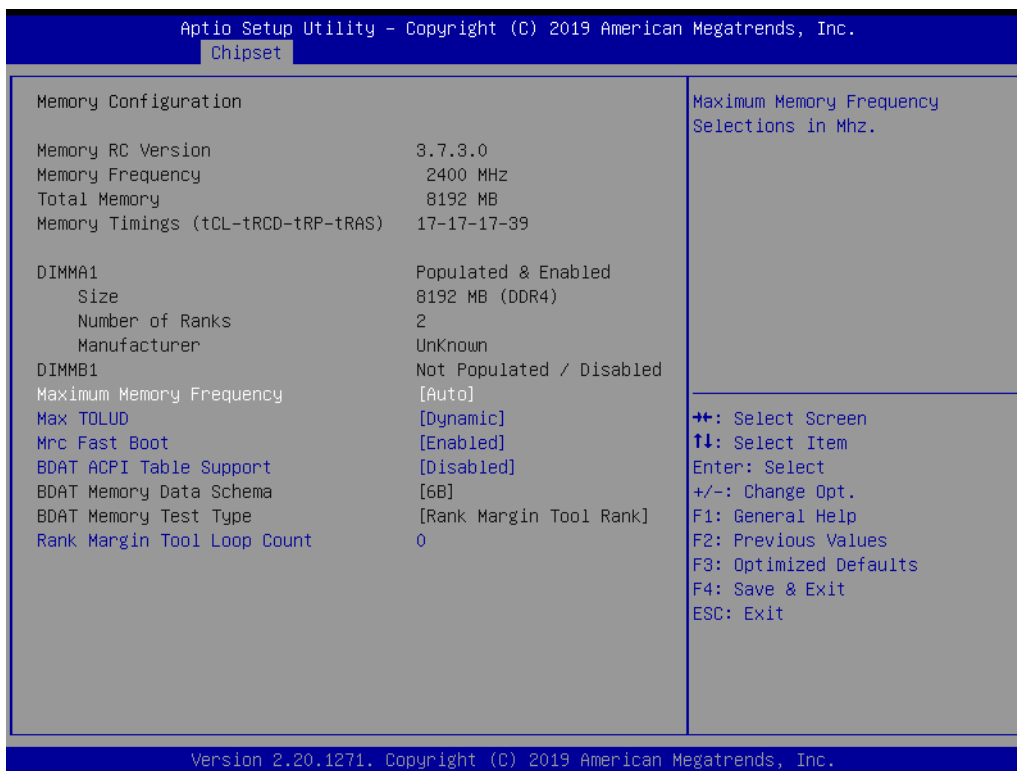 Aptio Setup Utility – Copyright (C) 2019 American Megatrends, Inc.
Chipset
Memory Configuration
Memory RC Version 3.7.3.0
Memory Frequency 2400 MHz
Total Memory 8192 MB
Memory Timings (tCL-tRCD-tRP-tRAS) 17-17-17-39
DIMMA1 Populated & Enabled
Size 8192 MB (DDR4)
Number of Ranks 2
Manufacturer UnKnown
DIMMB1 Not Populated / Disabled
Maximum Memory Frequency [Auto]
Max TOLUD [Dynamic]
Mrc Fast Boot [Enabled]
BDAT ACPI Table Support [Disabled]
BDAT Memory Data Schema [6B]
BDAT Memory Test Type [Rank Margin Tool Rank]
Rank Margin Tool Loop Count 0
Maximum Memory Frequency
Selections in Mhz.
→←: Select Screen
↑↓: Select Item
Enter: Select
+/-: Change Opt.
F1: General Help
F2: Previous Values
F3: Optimized Defaults
F4: Save & Exit
ESC: Exit
Version 2.20.1271. Copyright (C) 2019 American Megatrends, Inc.